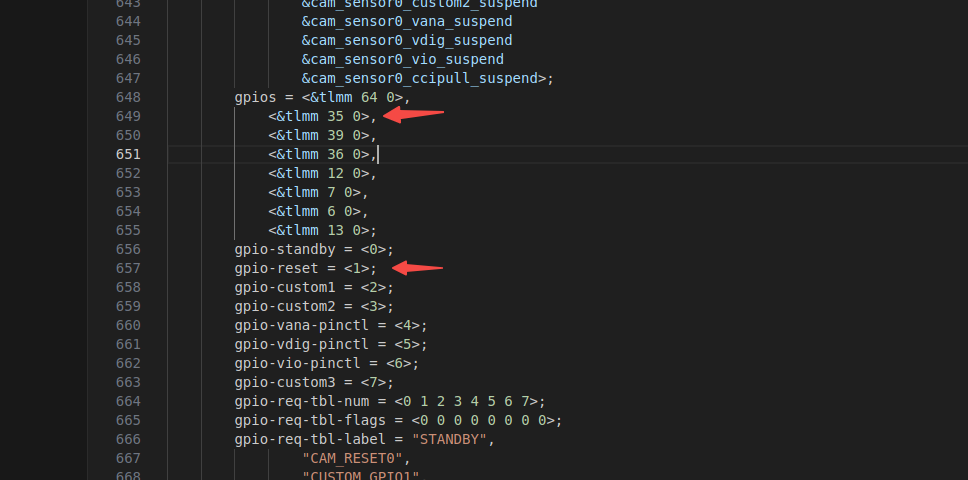 643 &cam_sensor0_custom2_suspend
644 &cam_sensor0_vana_suspend
645 &cam_sensor0_vdig_suspend
646 &cam_sensor0_vio_suspend
647 &cam_sensor0_ccipull_suspend>;
648 gpios = <&tlmm 64 0>,
649 <&tlmm 35 0>,
650 <&tlmm 39 0>,
651 <&tlmm 36 0>,
652 <&tlmm 12 0>,
653 <&tlmm 7 0>,
654 <&tlmm 6 0>,
655 <&tlmm 13 0>;
656 gpio-standby = <0>;
657 gpio-reset = <1>;
658 gpio-custom1 = <2>;
659 gpio-custom2 = <3>;
660 gpio-vana-pinctl = <4>;
661 gpio-vdig-pinctl = <5>;
662 gpio-vio-pinctl = <6>;
663 gpio-custom3 = <7>;
664 gpio-req-tbl-num = <0 1 2 3 4 5 6 7>;
665 gpio-req-tbl-flags = <0 0 0 0 0 0 0 0>;
666 gpio-req-tbl-label = "STANDBY",
667 "CAM_RESET0",
668 "CUSTOM_GPIO1",